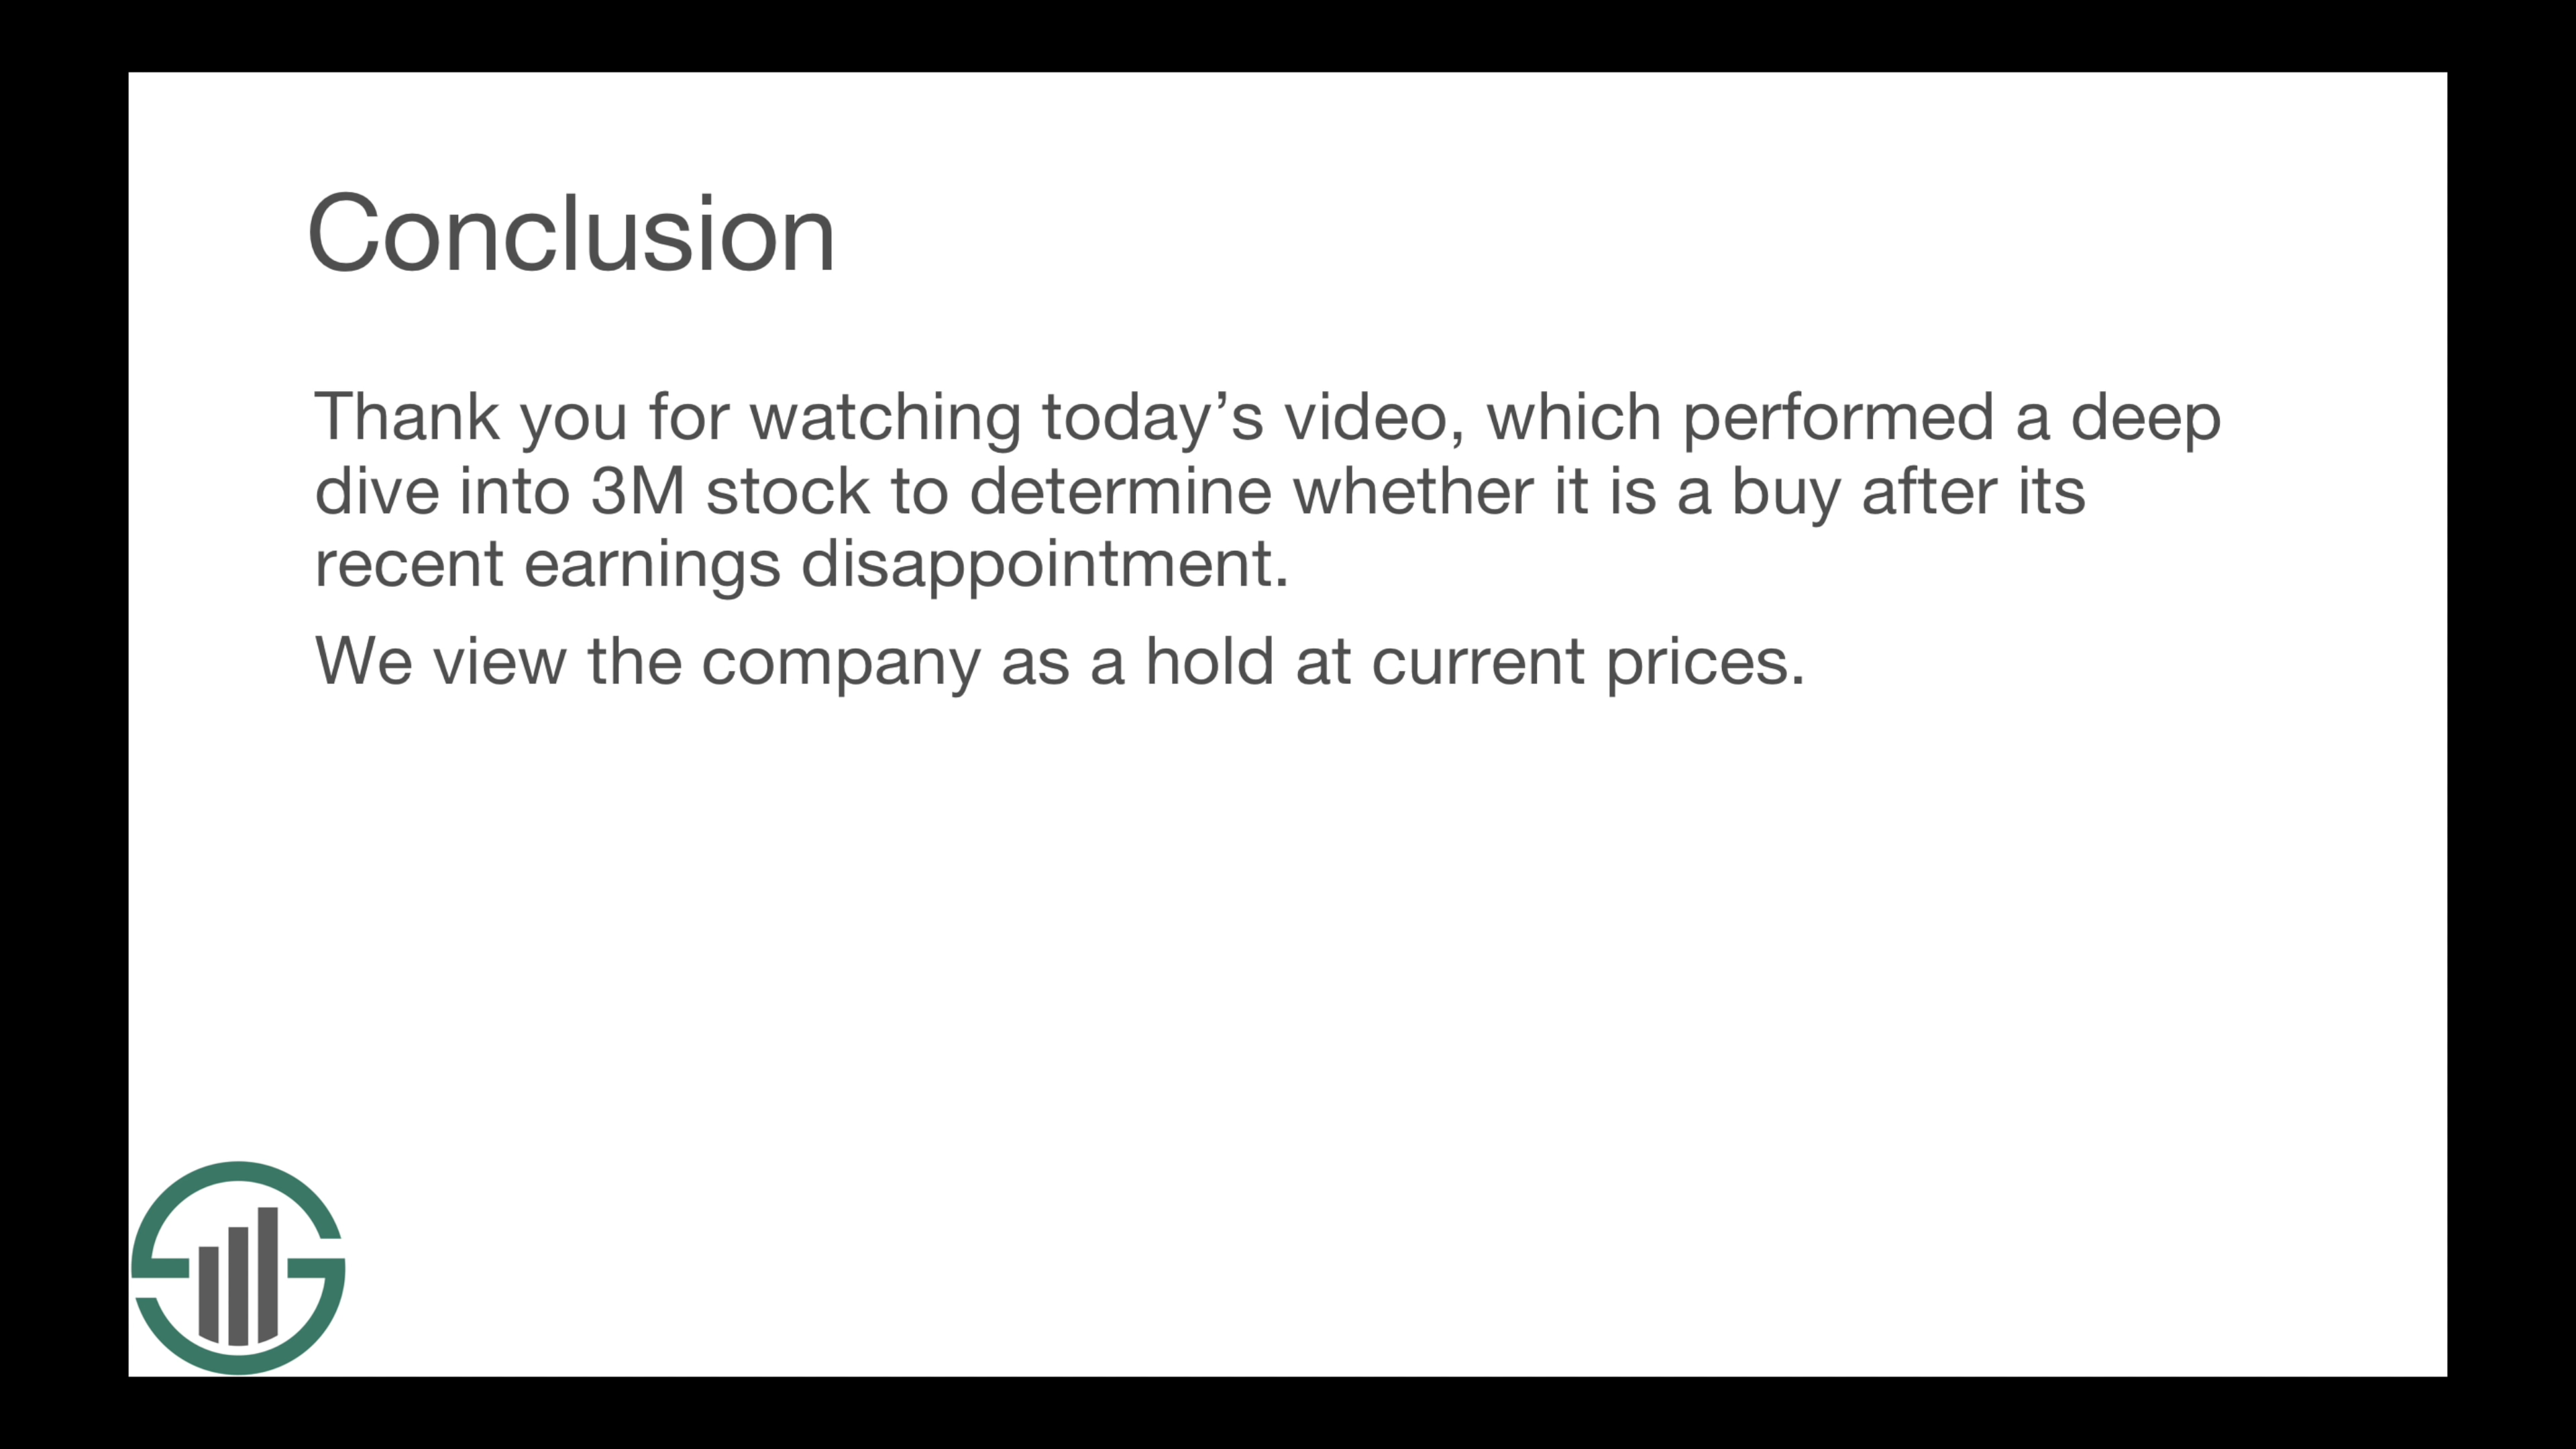 Conclusion
Thank you for watching today’s video, which performed a deep
dive into 3M stock to determine whether it is a buy after its
recent earnings disappointment.
We view the company as a hold at current prices.